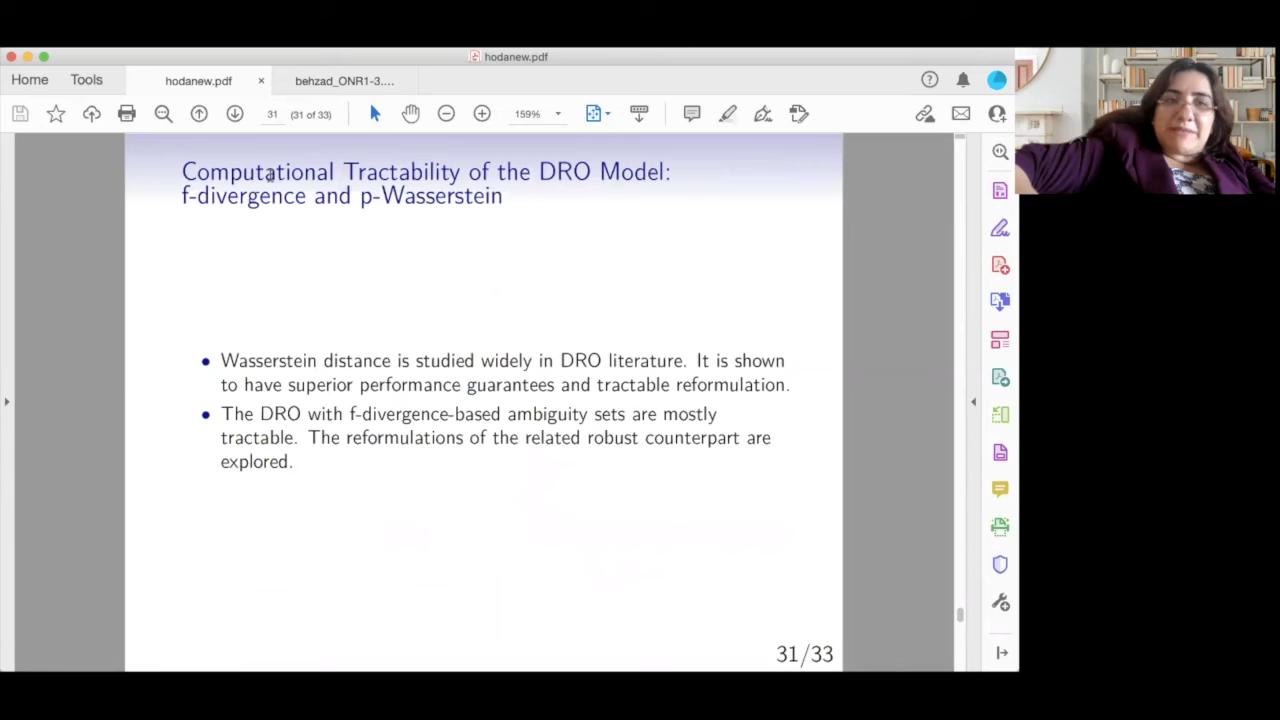 hodanew.pdf
Home
Tools
hodanew.pdf ×
behzad_ONR1-3....
31 (31 of 33)
159%
Computational Tractability of the DRO Model:
f-divergence and p-Wasserstein
• Wasserstein distance is studied widely in DRO literature. It is shown
to have superior performance guarantees and tractable reformulation.
• The DRO with f-divergence-based ambiguity sets are mostly
tractable. The reformulations of the related robust counterpart are
explored.
31/33